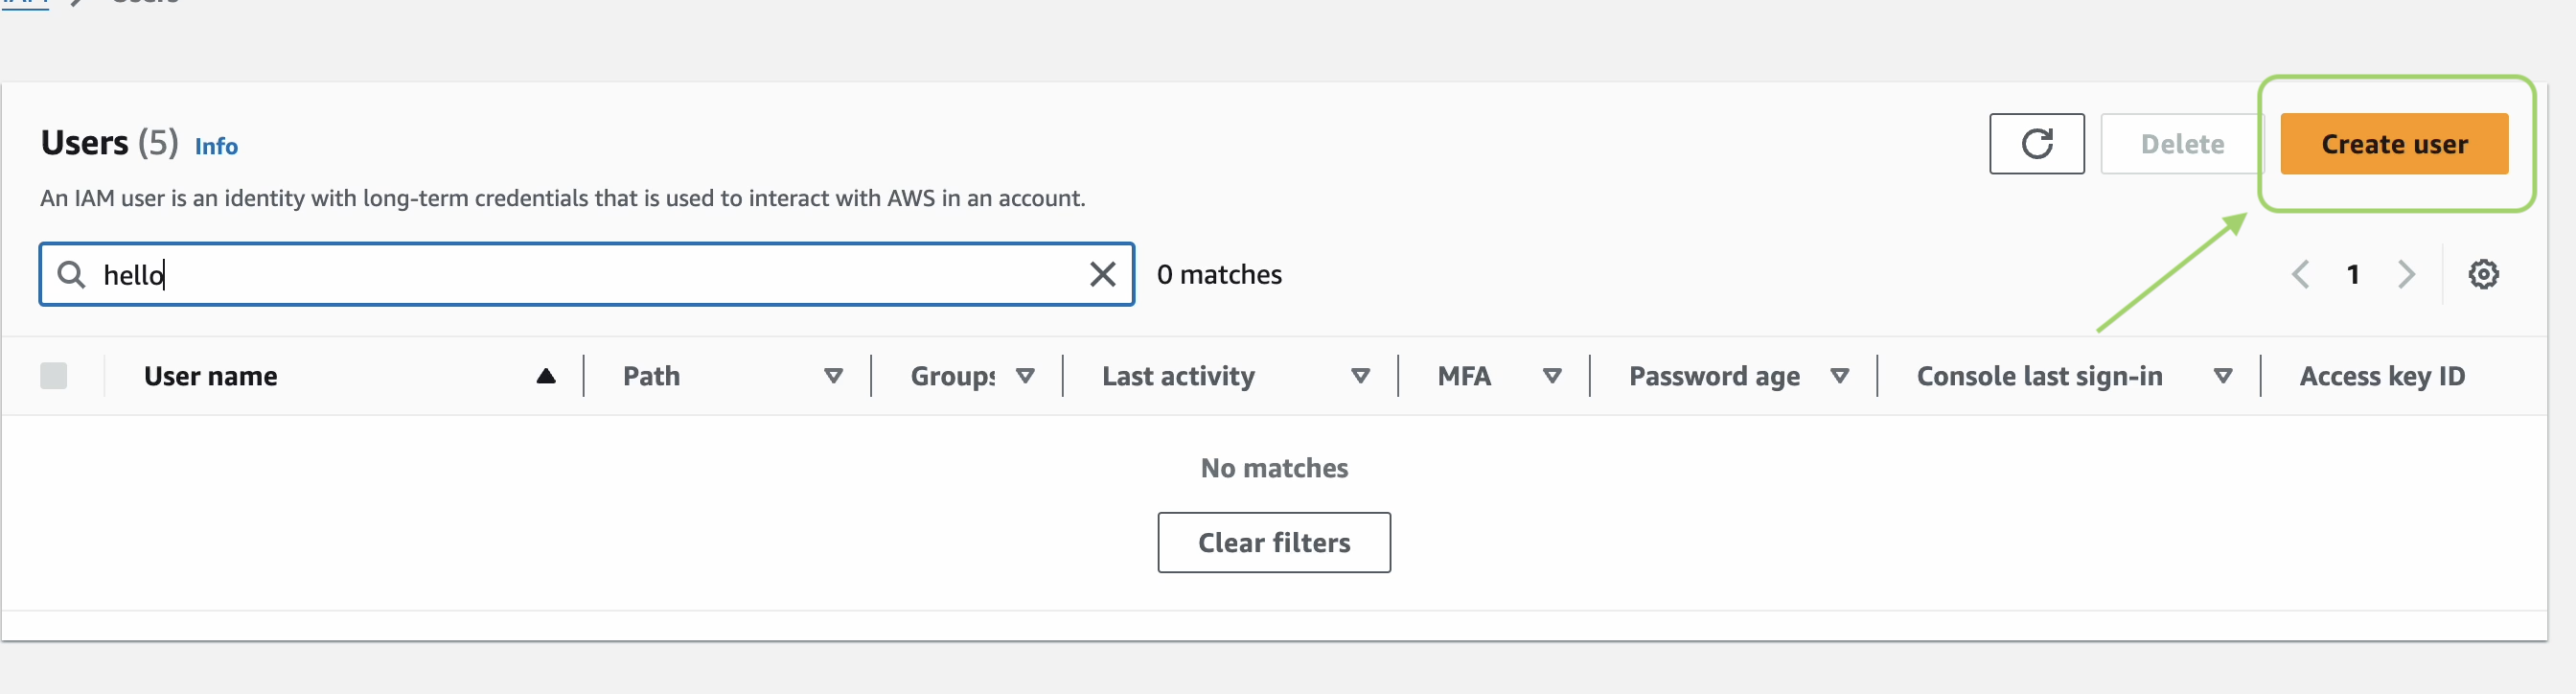 Users (5) Info
Delete
Create user
An IAM user is an identity with long-term credentials that is used to interact with AWS in an account.
hello
0 matches
1
User name Path Groups Last activity MFA Password age Console last sign-in Access key ID
No matches
Clear filters